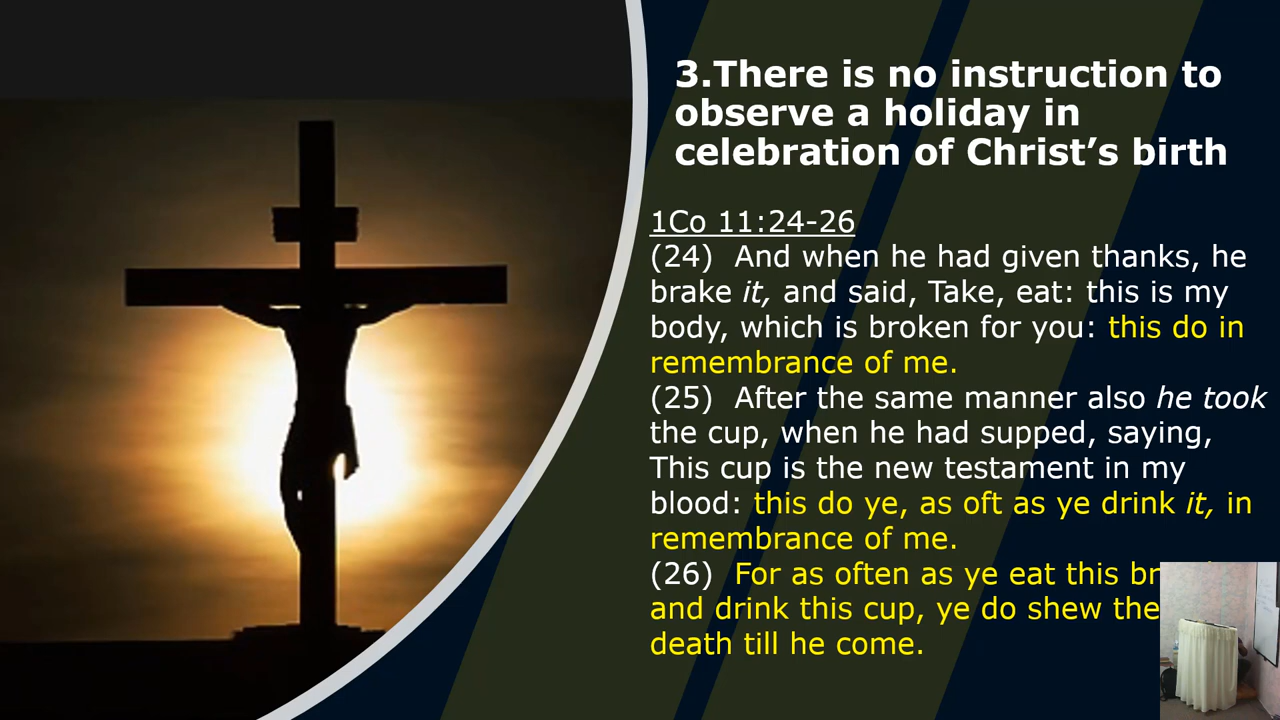 3.There is no instruction to
observe a holiday in
celebration of Christ’s birth
1Co 11:24-26
(24)  And when he had given thanks, he
brake it, and said, Take, eat: this is my
body, which is broken for you: this do in
remembrance of me.
(25)  After the same manner also he took
the cup, when he had supped, saying,
This cup is the new testament in my
blood: this do ye, as oft as ye drink it, in
remembrance of me.
(26)  For as often as ye eat this
and drink this cup, ye do shew the
death till he come.